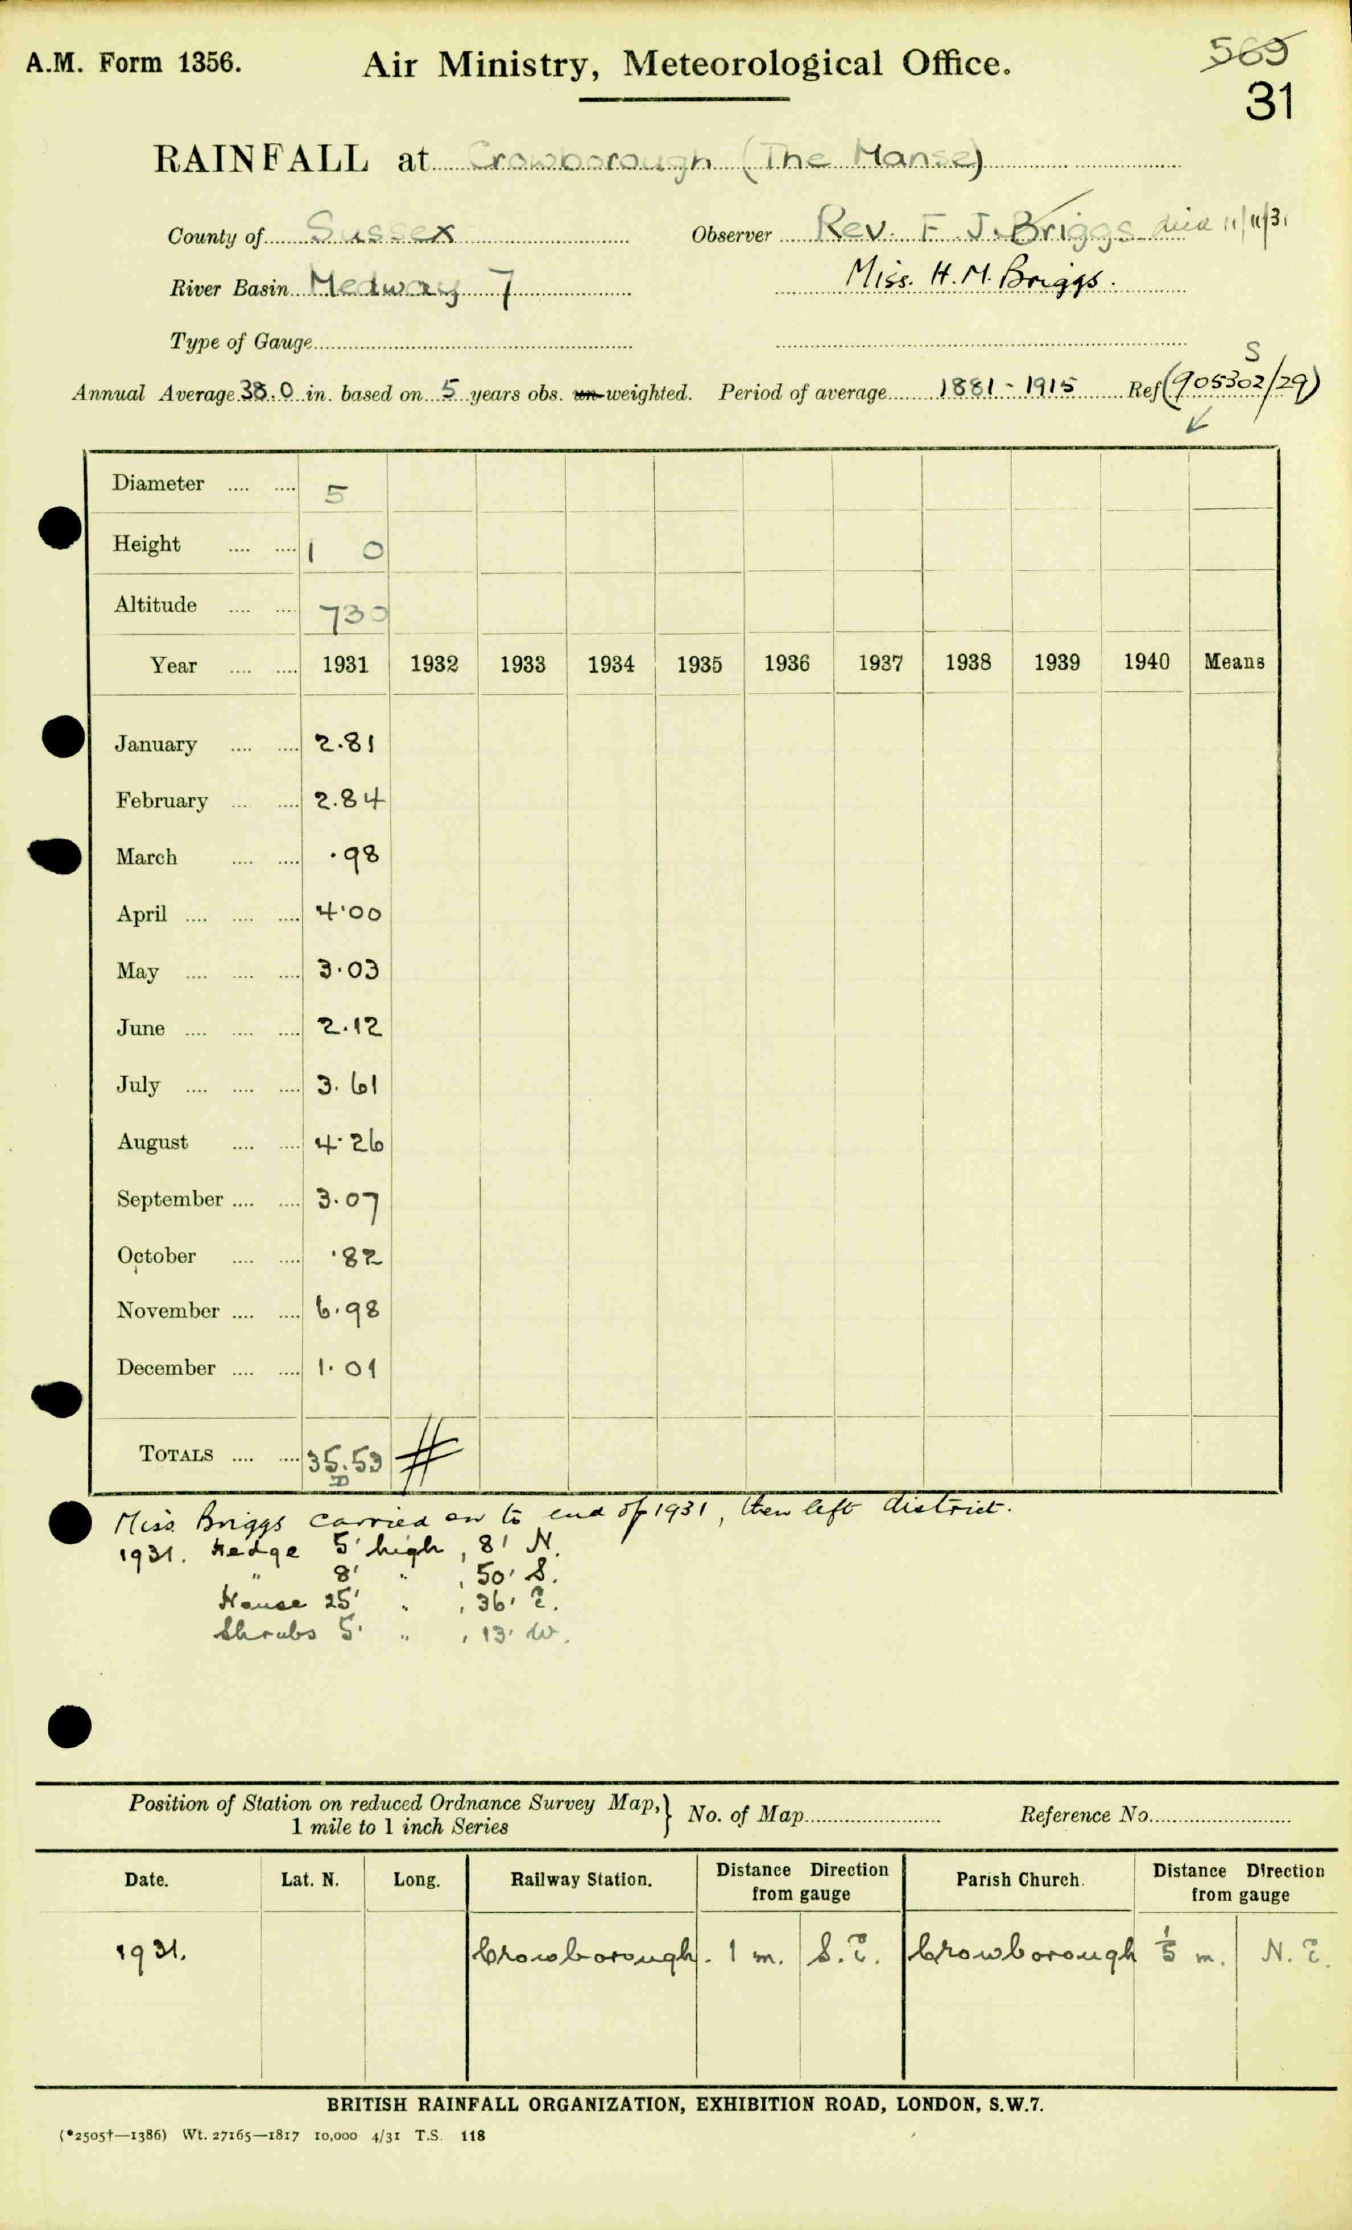 A.M. Form 1356.
Air Ministry, Meteorological Office.
569
31
RAINFALL at Crowborough (The Manse)
County of Sussex
Observer Rev. F. J. Briggs died 11/11/31
River Basin Medway 7
Miss. H. M. Briggs.
Type of Gauge
S
Annual Average 38.0 in. based on 5 years obs. un-weighted. Period of average 1881 - 1915 Ref (905302/29)
Diameter 5
Height 1 0
Altitude 730
Year 1931 1932 1933 1934 1935 1936 1937 1938 1939 1940 Means
January 2.81
February 2.84
March .98
April 4.00
May 3.03
June 2.12
July 3.61
August 4.26
September 3.07
October .82
November 6.98
December 1.01
TOTALS 35.53
D
Miss Briggs carried on to end of 1931, then left district.
1931. Hedge 5' high, 8' N.
" 8' " , 50' S.
House 25' " , 36' E.
Shrubs 5' " , 13' W.
Position of Station on reduced Ordnance Survey Map, 1 mile to 1 inch Series } No. of Map Reference No.
Date. Lat. N. Long. Railway Station. Distance Direction from gauge Parish Church. Distance Direction from gauge
1931. Crowborough. 1 m. S.E. Crowborough 1/5 m. N.E.
BRITISH RAINFALL ORGANIZATION, EXHIBITION ROAD, LONDON, S.W.7.
(*2505†—1386) Wt. 27165—1817 10,000 4/31 T.S. 118